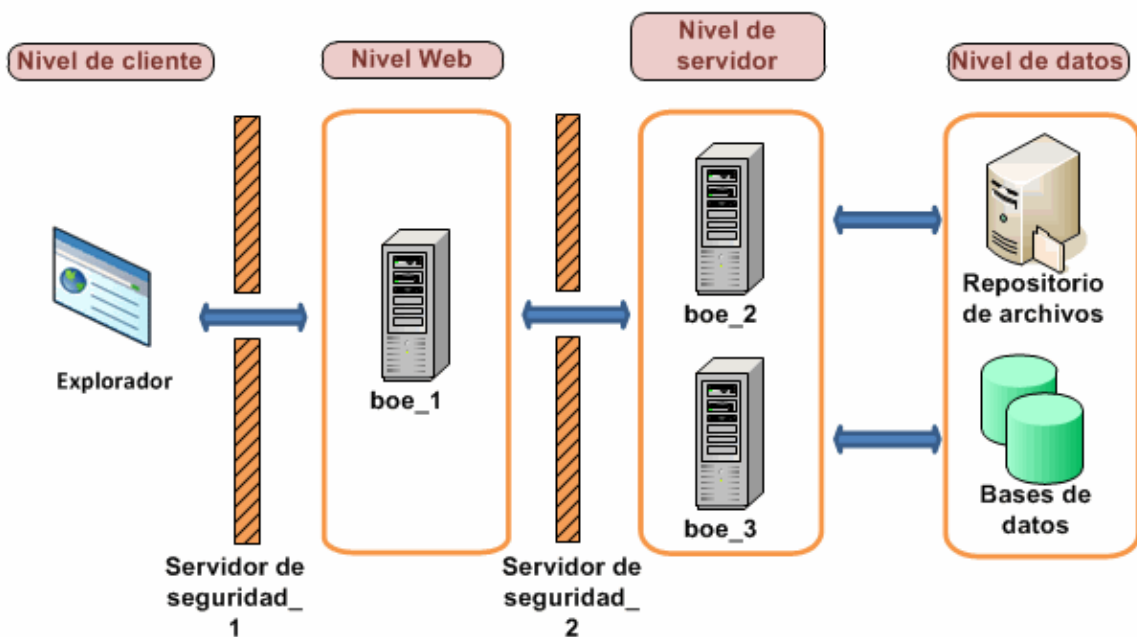 Nivel de cliente
Nivel Web
Nivel de
servidor
Nivel de datos
Explorador
boe_1
boe_2
boe_3
Repositorio
de archivos
Bases de
datos
Servidor de
seguridad_
1
Servidor de
seguridad_
2